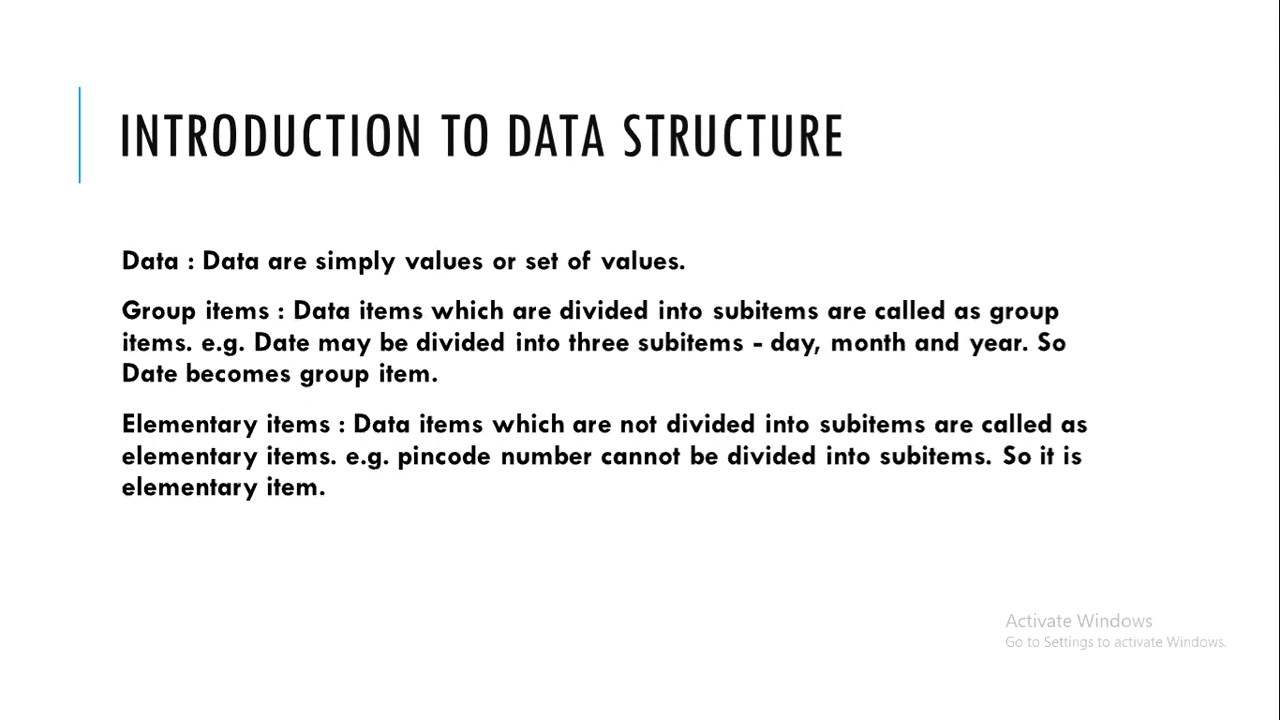 INTRODUCTION TO DATA STRUCTURE
Data : Data are simply values or set of values.
Group items : Data items which are divided into subitems are called as group
items. e.g. Date may be divided into three subitems - day, month and year. So
Date becomes group item.
Elementary items : Data items which are not divided into subitems are called as
elementary items. e.g. pincode number cannot be divided into subitems. So it is
elementary item.
Activate Windows
Go to Settings to activate Windows.